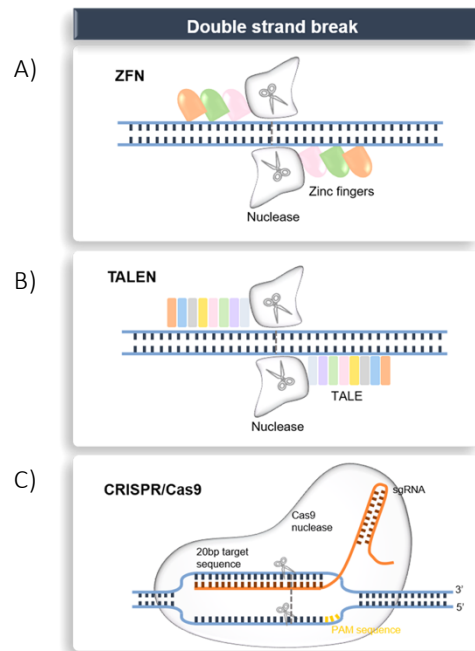 Double strand break
A)
ZFN
Zinc fingers
Nuclease
B)
TALEN
TALE
Nuclease
C)
CRISPR/Cas9
sgRNA
Cas9
nuclease
20bp target
sequence
3'
5'
PAM sequence